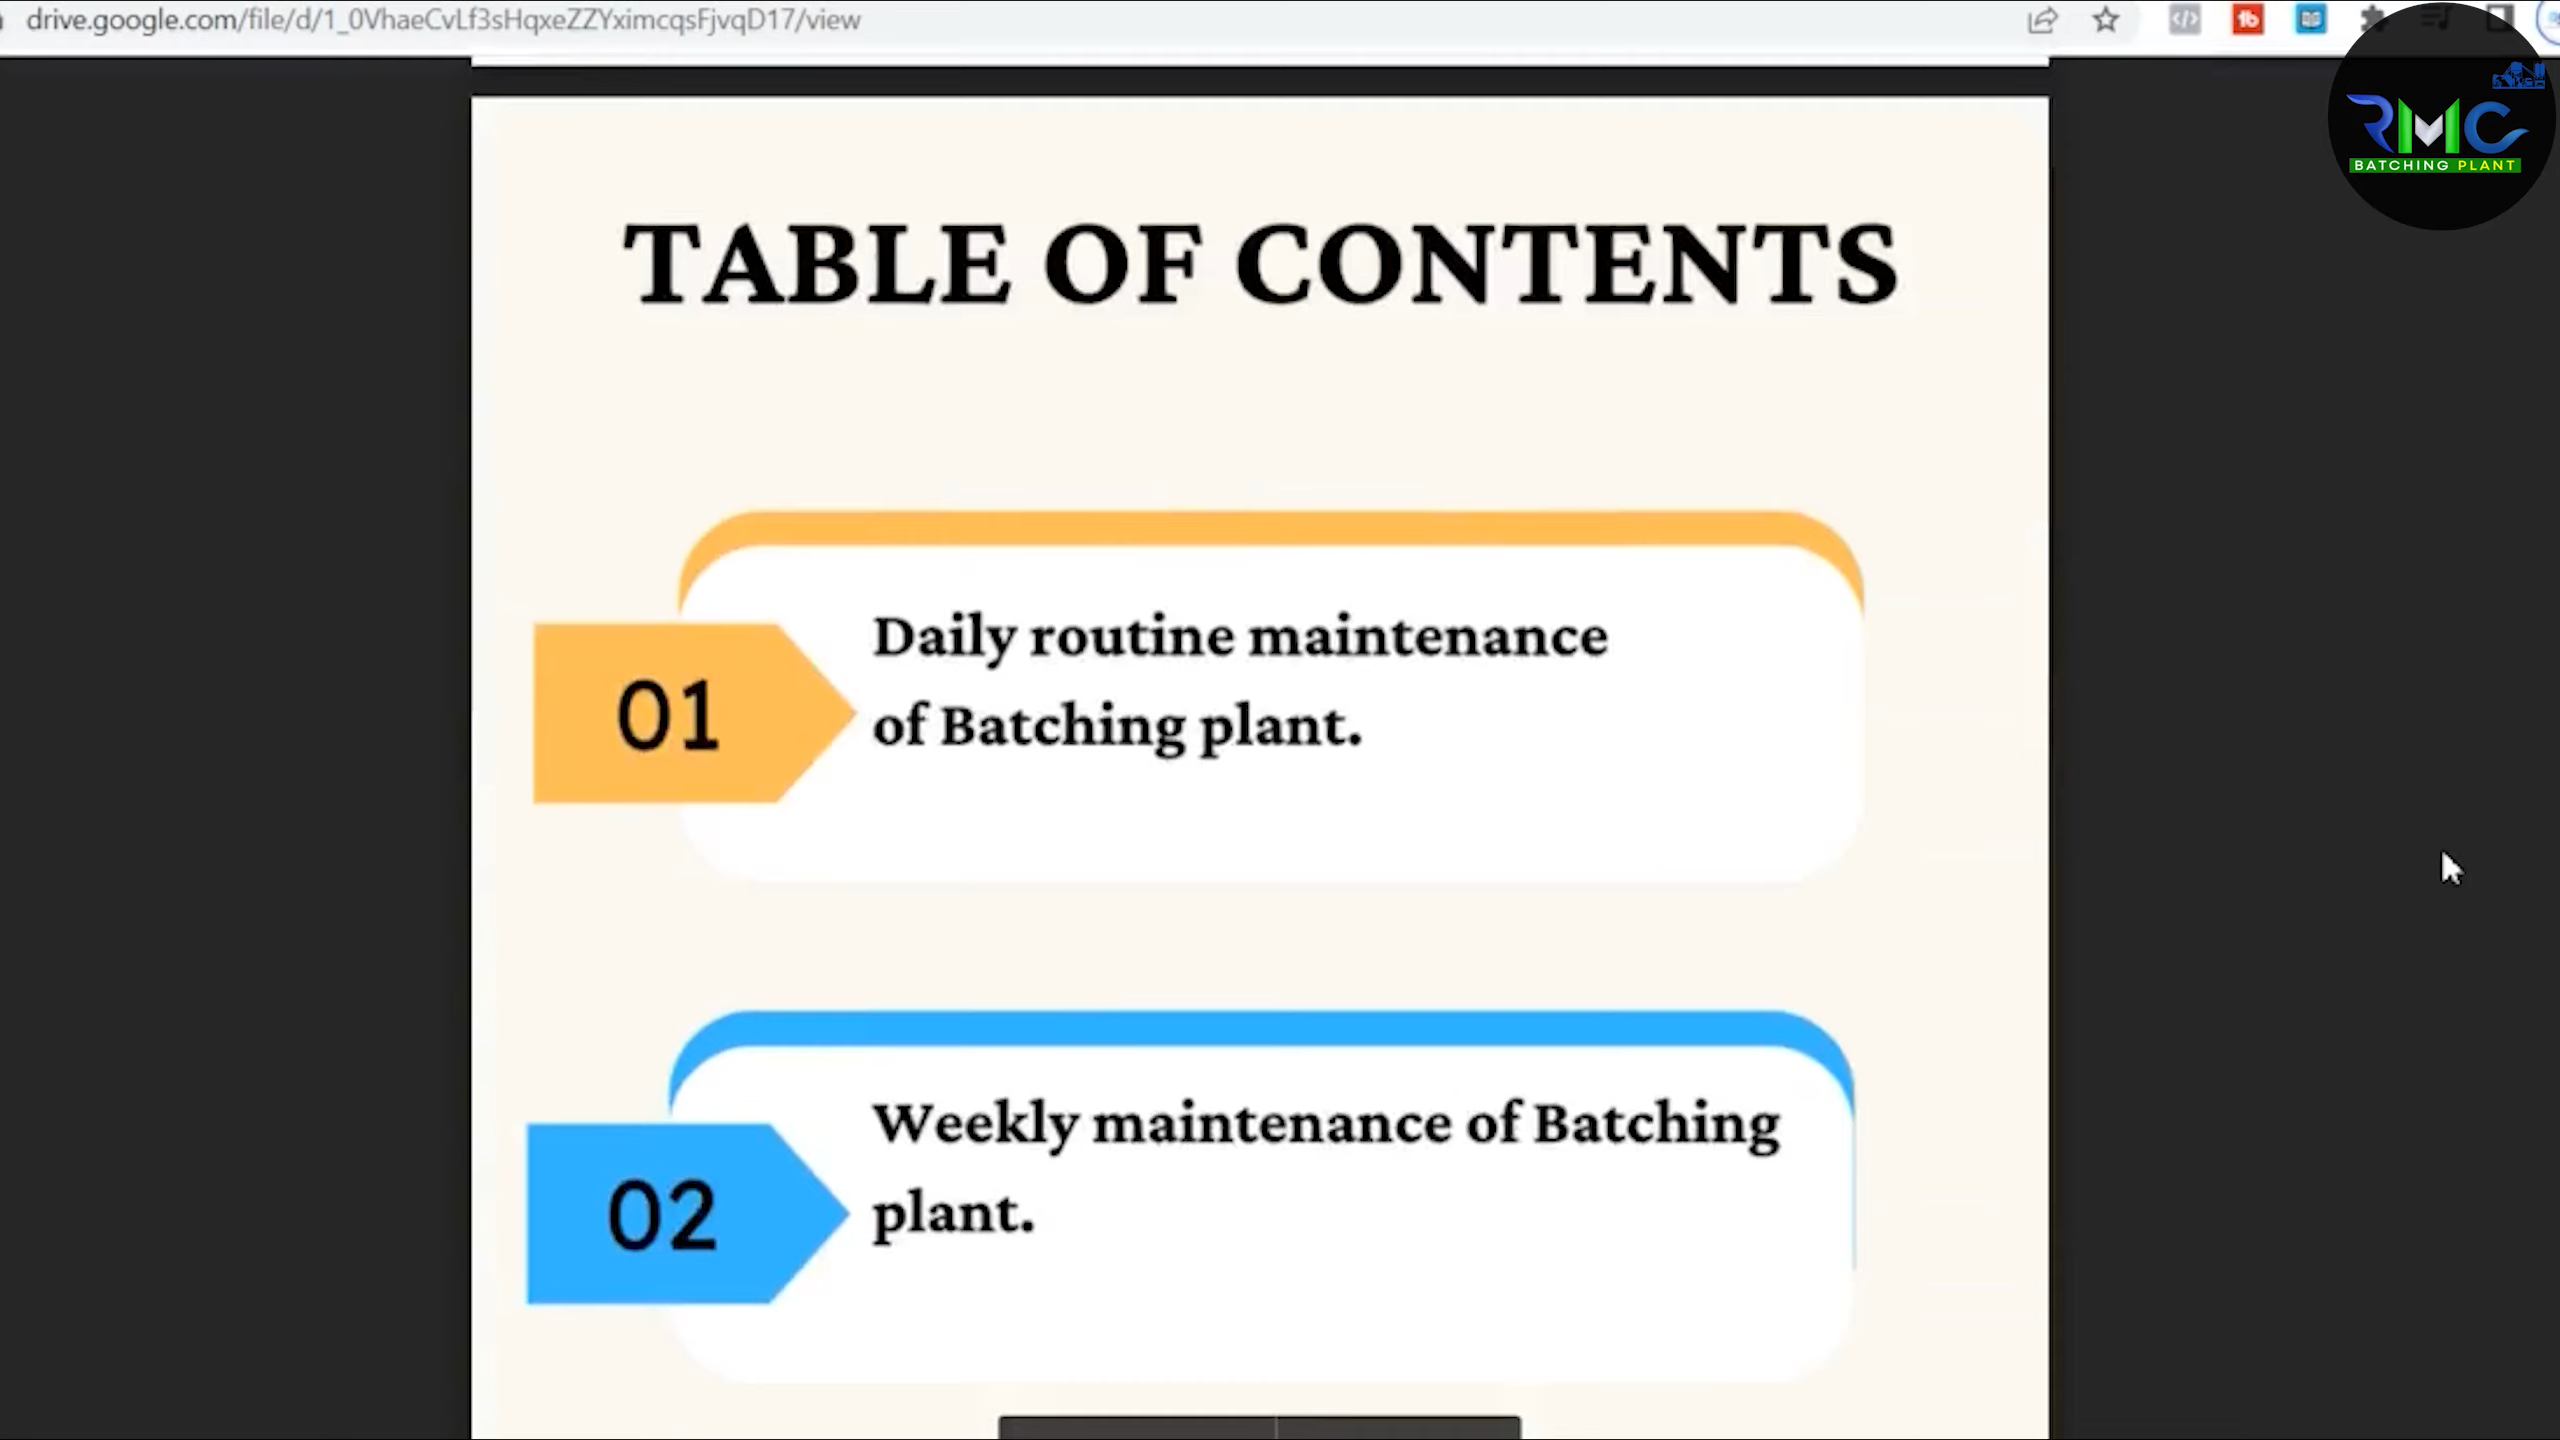 drive.google.com/file/d/1_0VhaeCvLf3sHqxeZZYximcqsFjvqD17/view
RMC
BATCHING PLANT
TABLE OF CONTENTS
01
Daily routine maintenance
of Batching plant.
02
Weekly maintenance of Batching
plant.